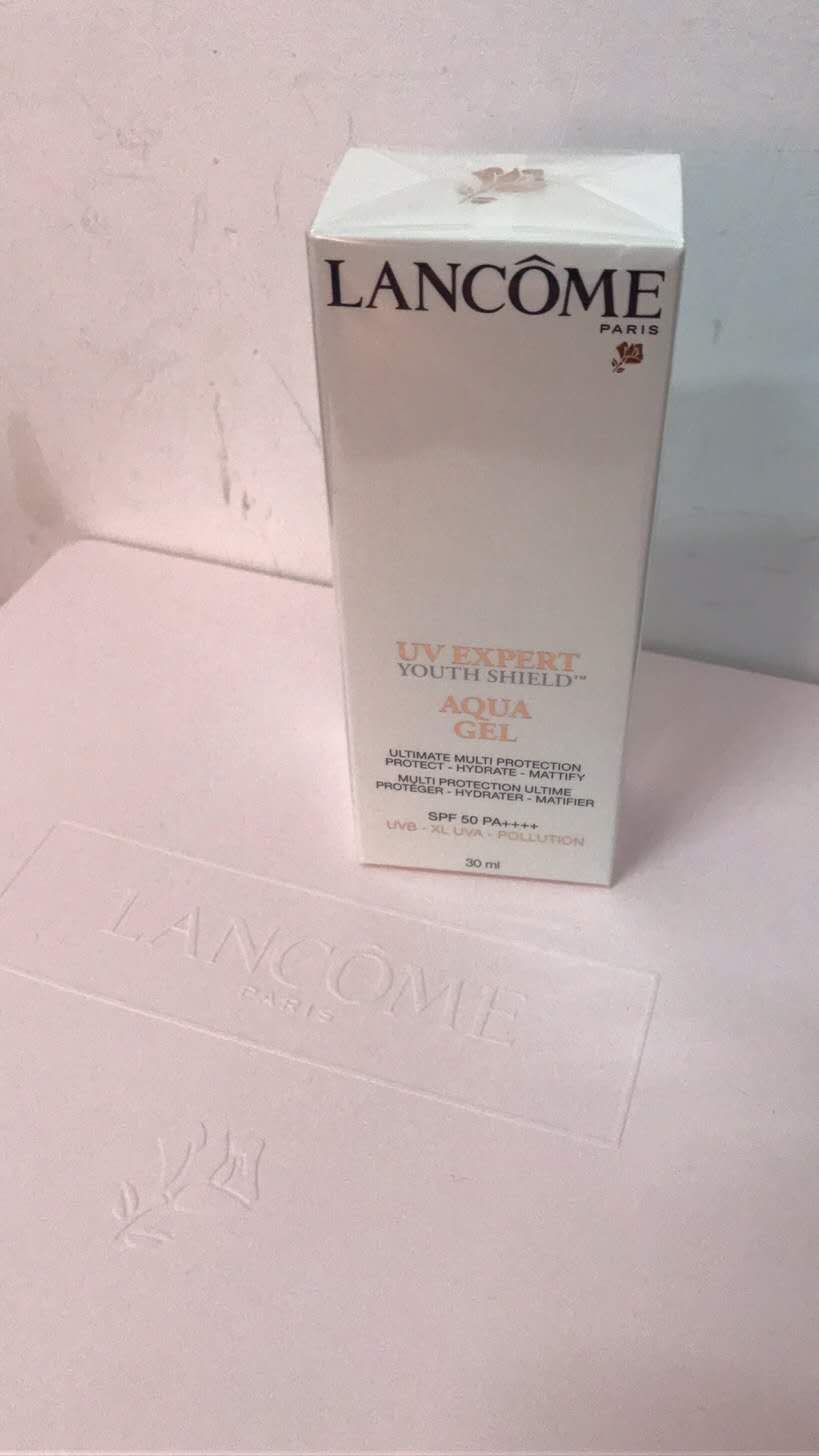 LANCÔME
PARIS
UV EXPERT
YOUTH SHIELD™
AQUA
GEL
ULTIMATE MULTI PROTECTION
PROTECT - HYDRATE - MATTIFY
MULTI PROTECTION ULTIME
PROTÉGER - HYDRATER - MATIFIER
SPF 50 PA++++
UVB - XL UVA - POLLUTION
30 ml
LANCÔME
PARIS